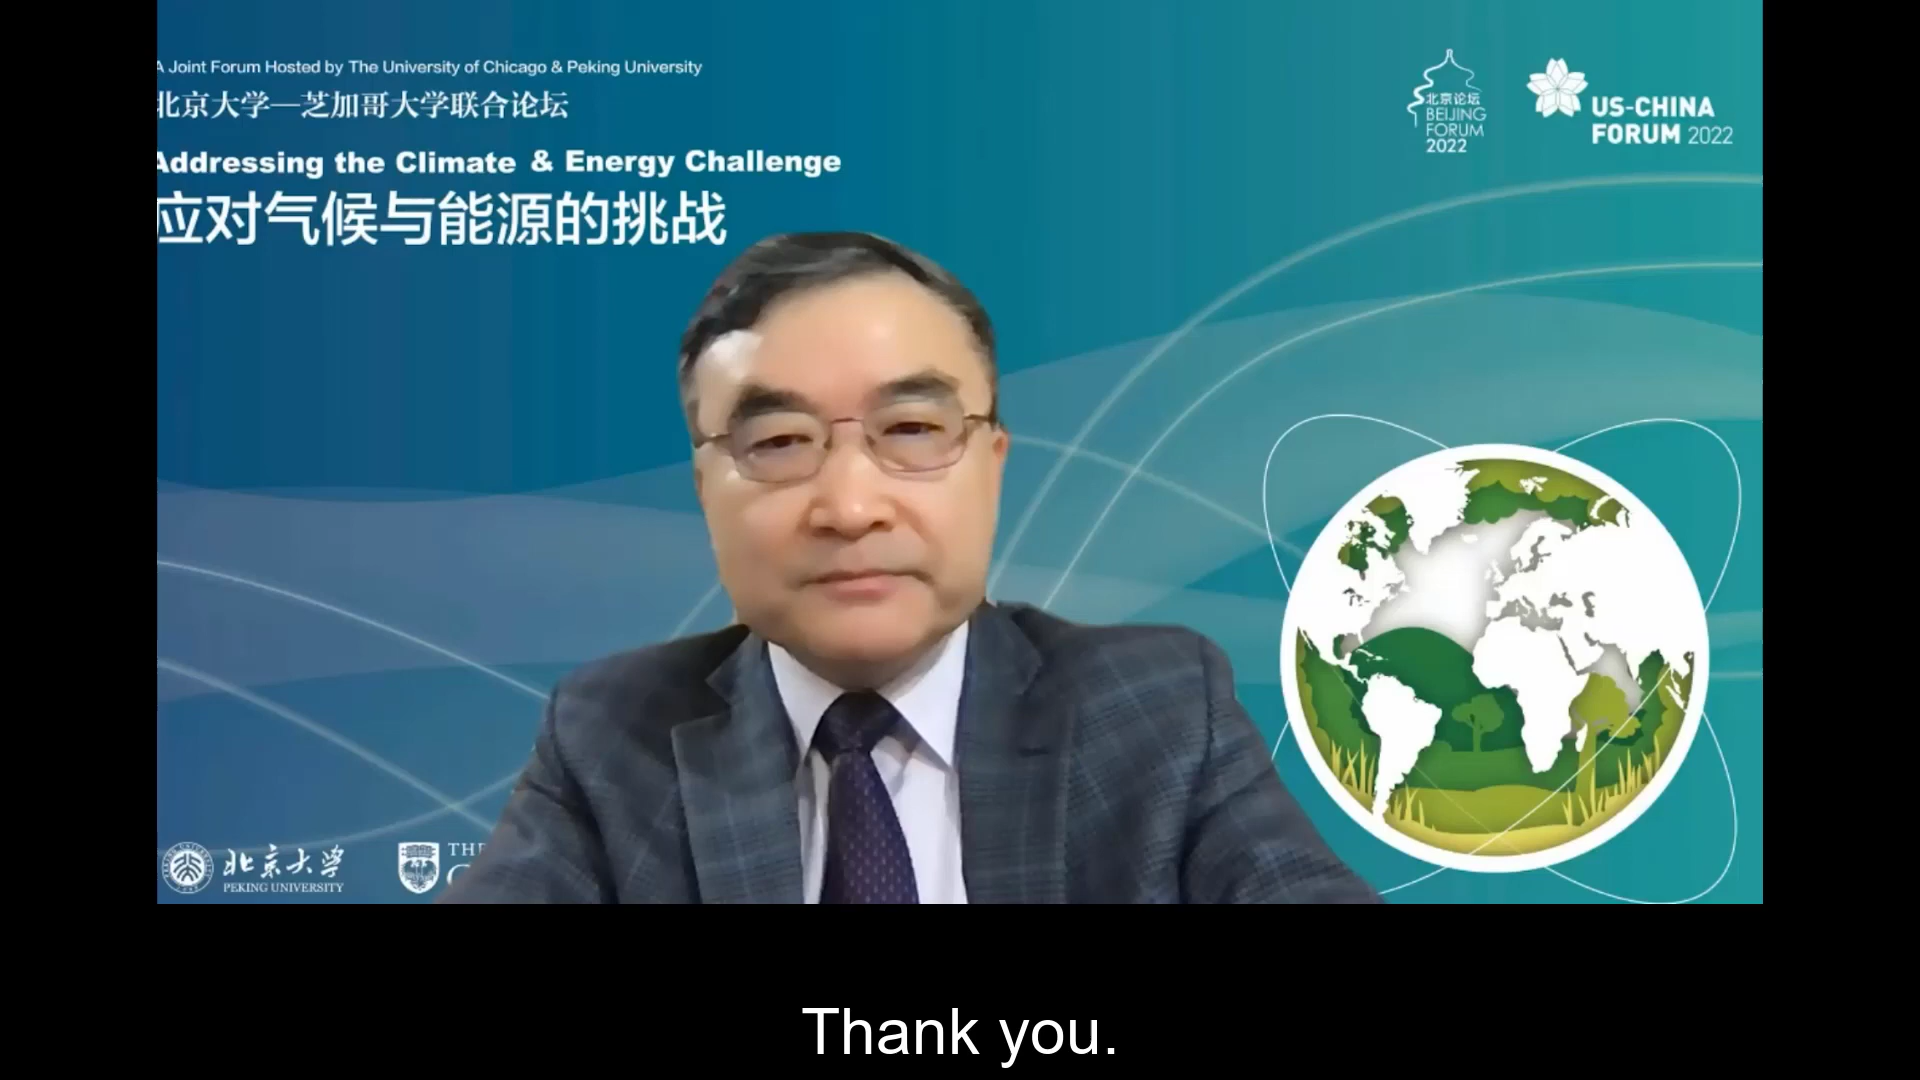 A Joint Forum Hosted by The University of Chicago & Peking University
北京大学—芝加哥大学联合论坛
Addressing the Climate & Energy Challenge
应对气候与能源的挑战
北京论坛
BEIJING
FORUM
2022
US-CHINA
FORUM 2022
北京大学
PEKING UNIVERSITY
THE
Thank you.